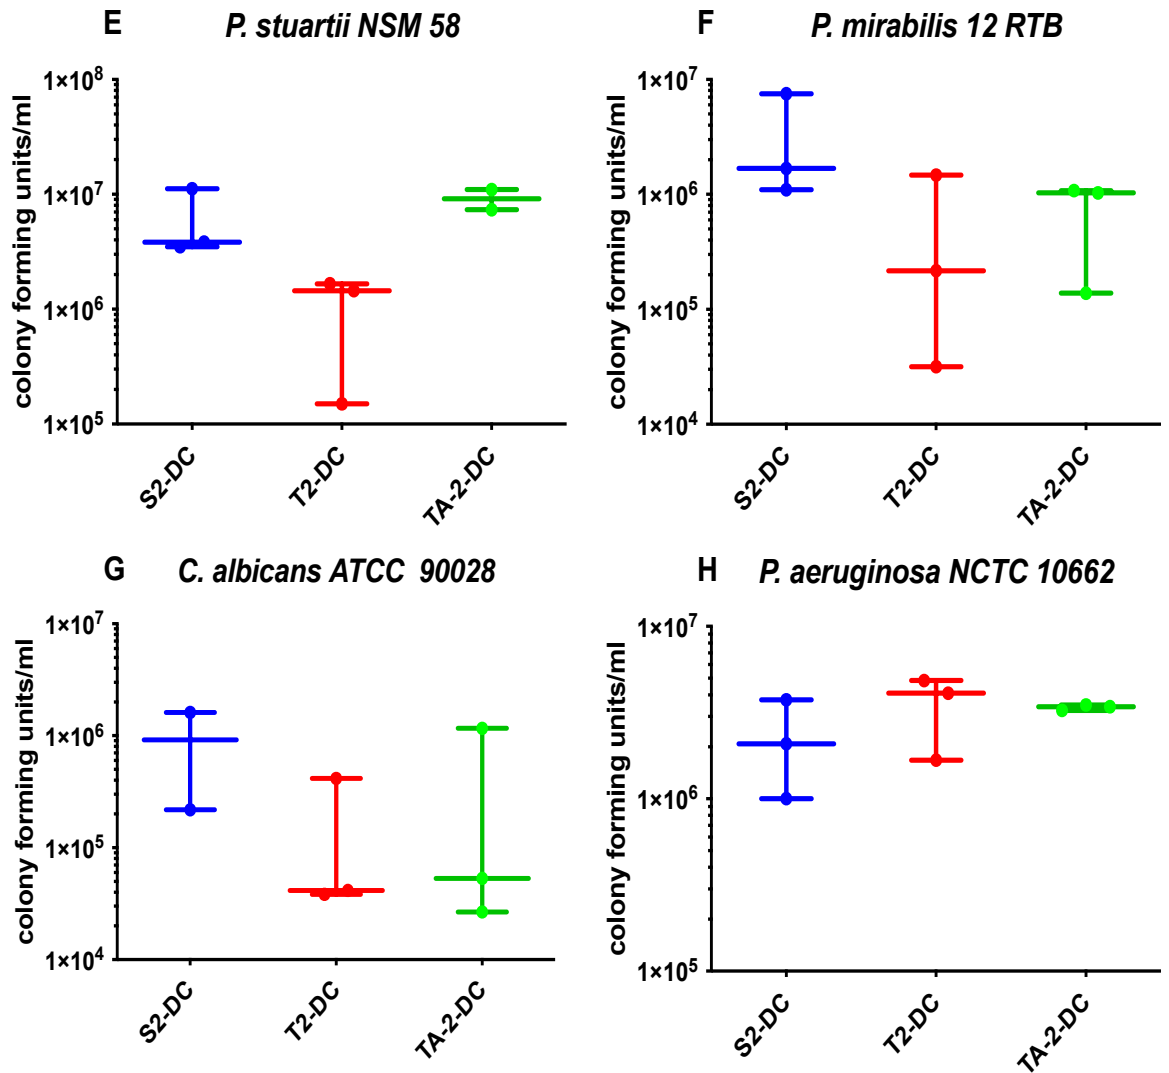 E P. stuartii NSM 58
colony forming units/ml
1×10⁸
1×10⁷
1×10⁶
1×10⁵
S2-DC
T2-DC
TA-2-DC
F P. mirabilis 12 RTB
colony forming units/ml
1×10⁷
1×10⁶
1×10⁵
1×10⁴
S2-DC
T2-DC
TA-2-DC
G C. albicans ATCC 90028
colony forming units/ml
1×10⁷
1×10⁶
1×10⁵
1×10⁴
S2-DC
T2-DC
TA-2-DC
H P. aeruginosa NCTC 10662
colony forming units/ml
1×10⁷
1×10⁶
1×10⁵
S2-DC
T2-DC
TA-2-DC